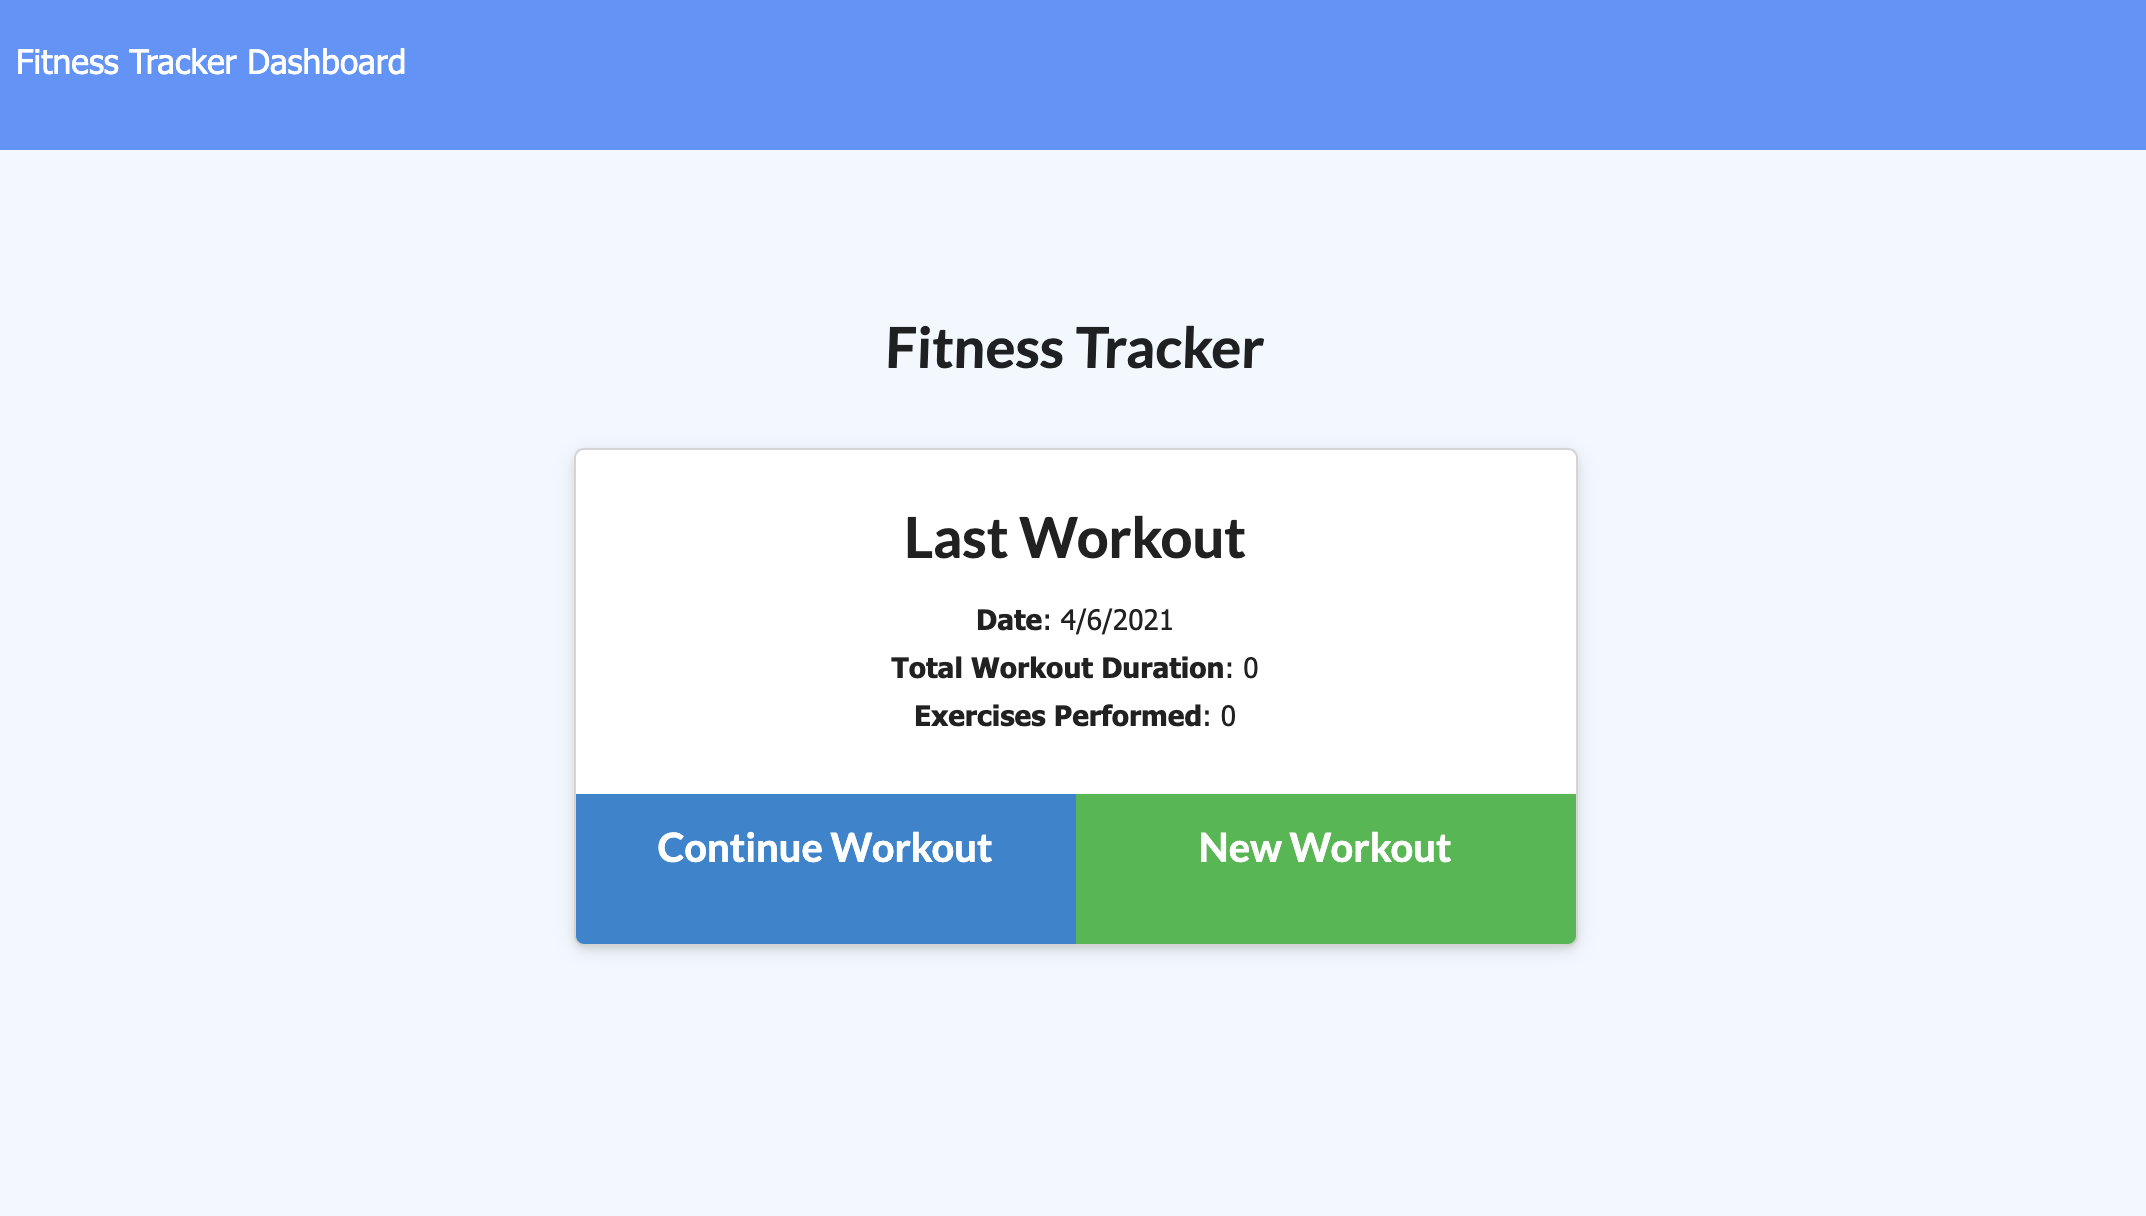 Fitness Tracker Dashboard
Fitness Tracker
Last Workout
Date: 4/6/2021
Total Workout Duration: 0
Exercises Performed: 0
Continue Workout New Workout